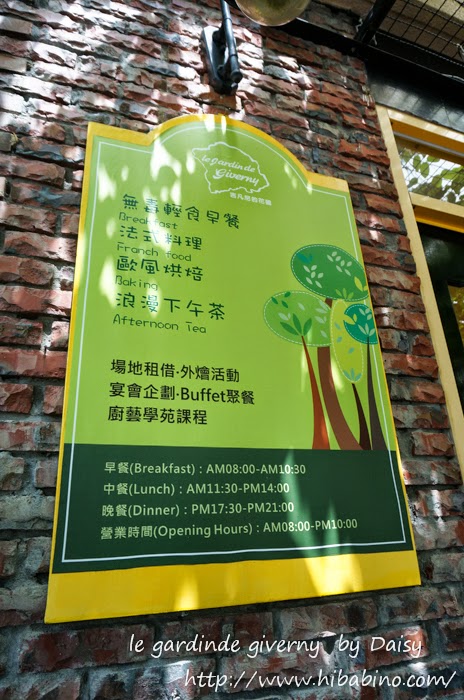 le Jardin de
Giverny
無毒輕食早餐
Breakfast
法式料理
Franch food
歐風烘焙
Baking
浪漫下午茶
Afternoon Tea
場地租借·外燴活動
宴會企劃·Buffet聚餐
廚藝學苑課程
早餐(Breakfast) : AM08:00-AM10:30
中餐(Lunch) : AM11:30-PM14:00
晚餐(Dinner) : PM17:30-PM21:00
營業時間(Opening Hours) : AM08:00-PM10:00
le gardinde giverny by Daisy
http://www.hibabino.com/